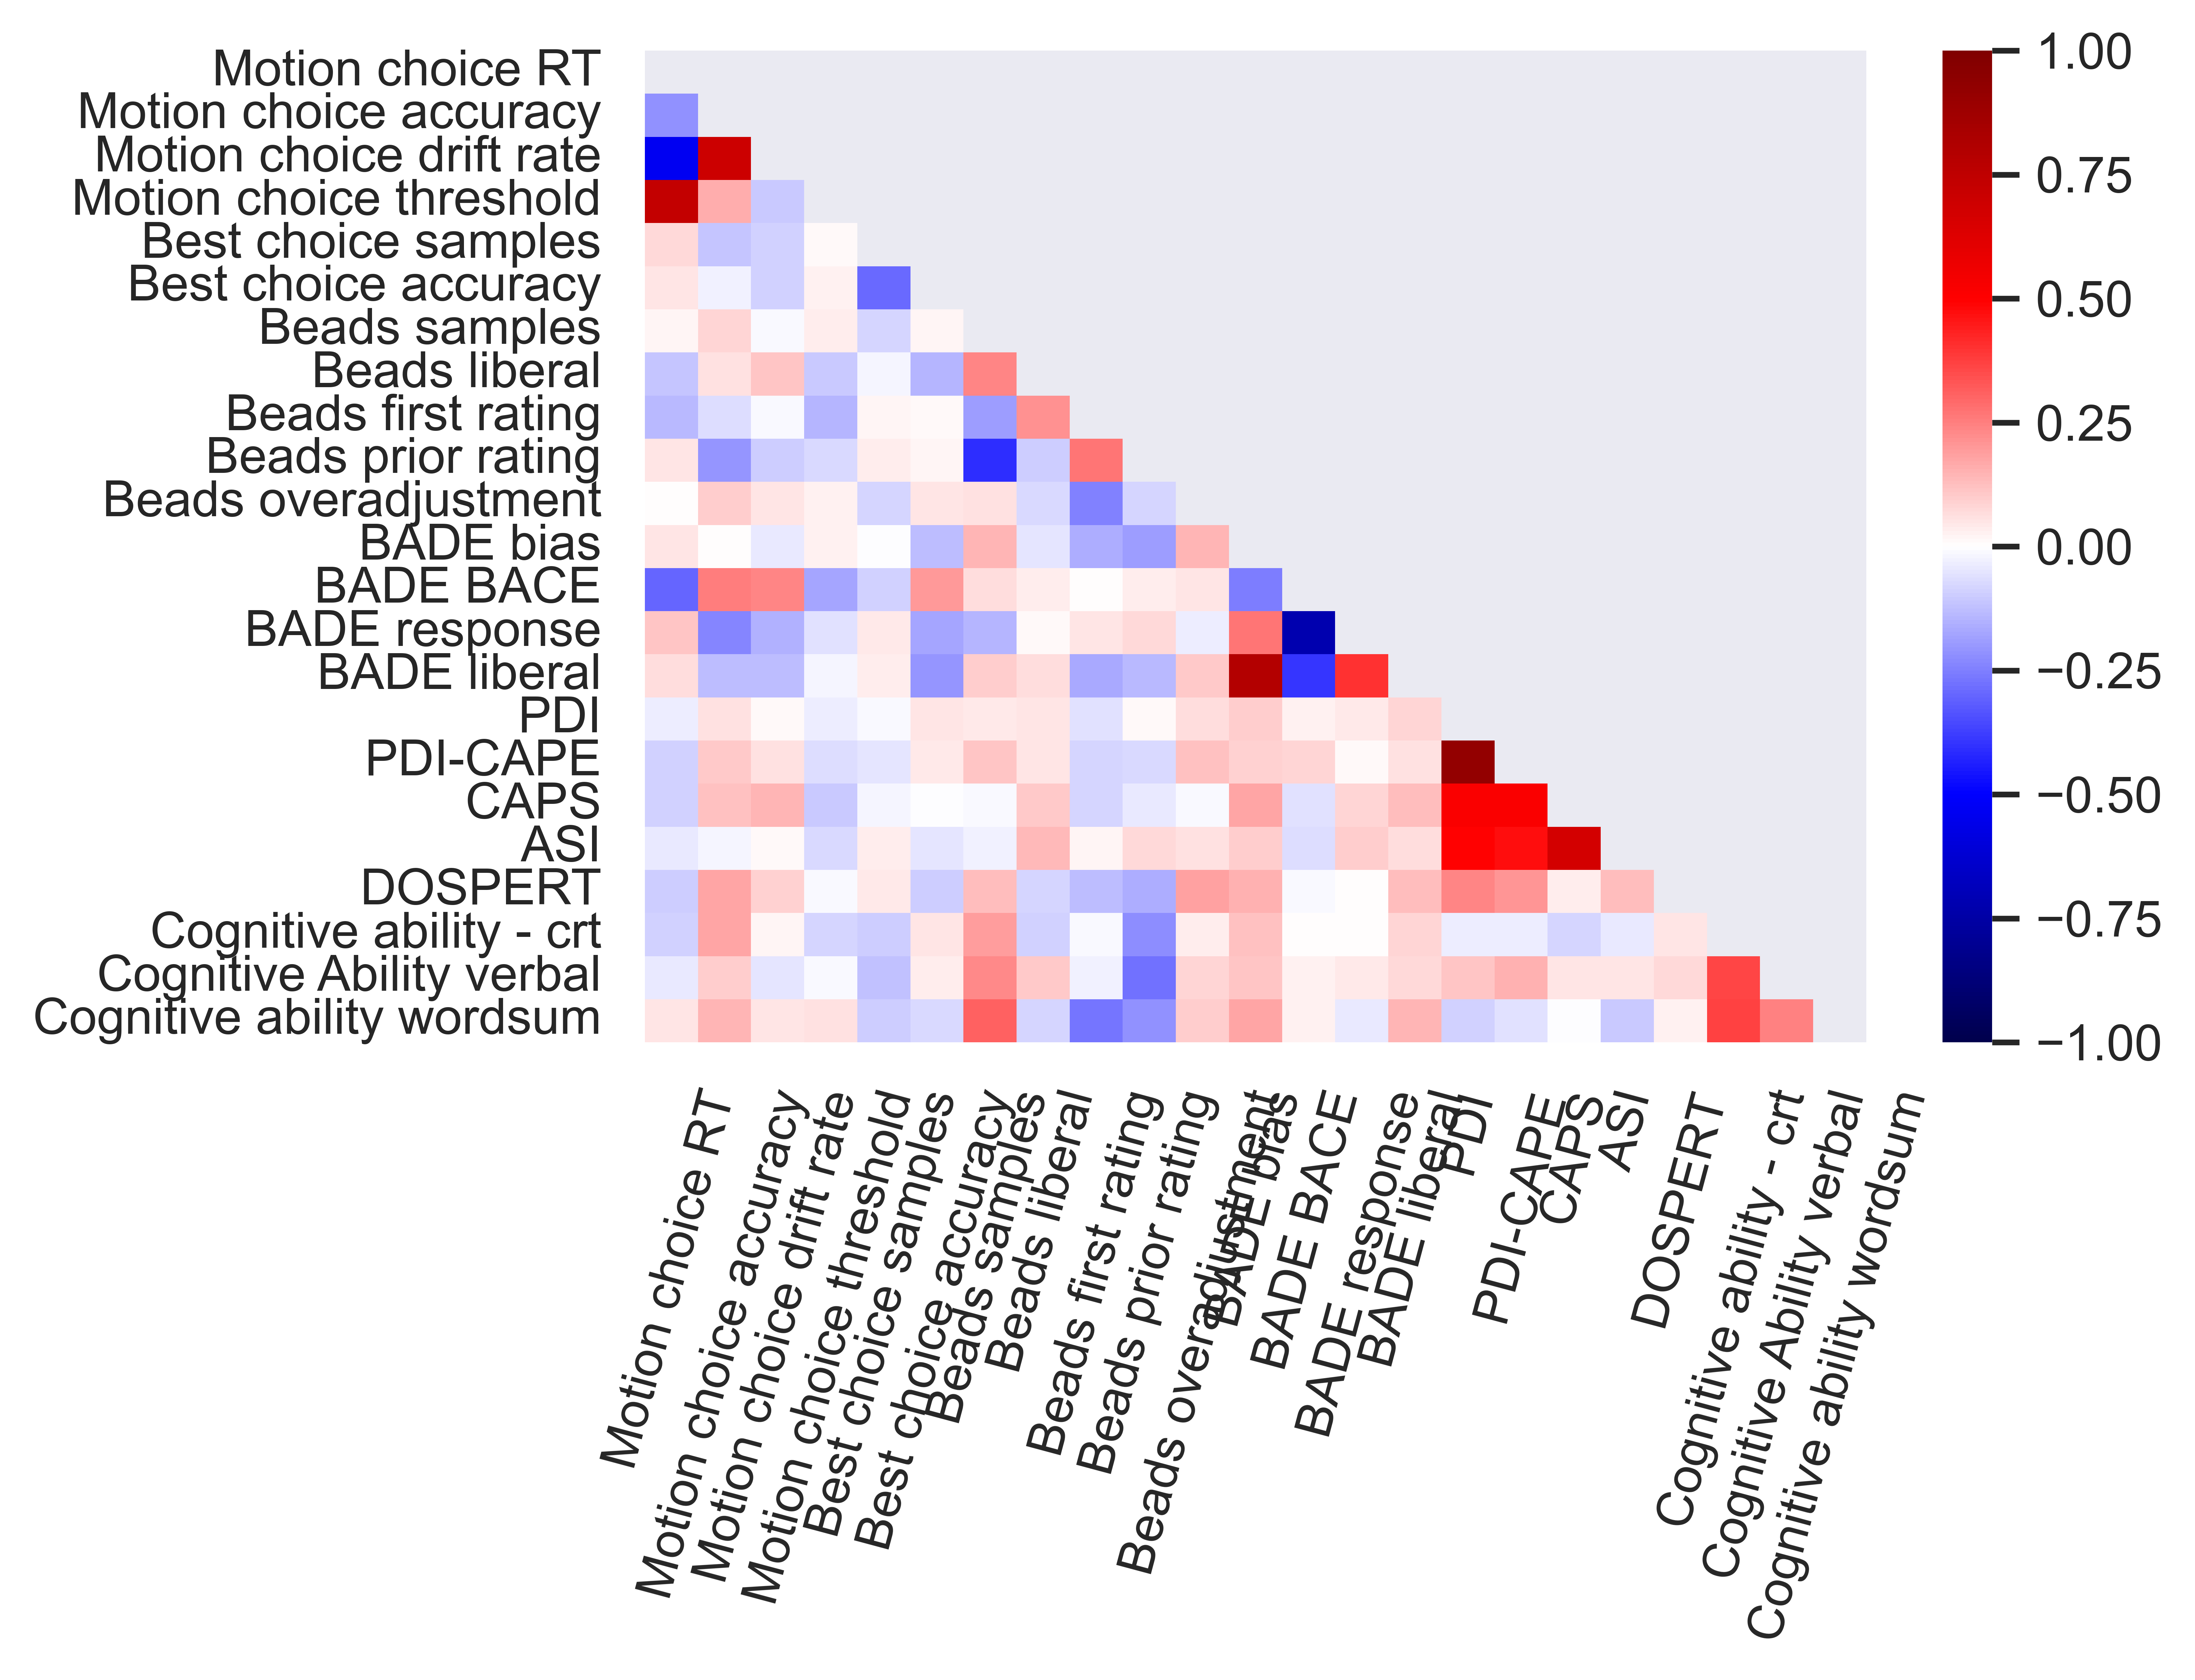 Motion choice RT
Motion choice accuracy
Motion choice drift rate
Motion choice threshold
Best choice samples
Best choice accuracy
Beads samples
Beads liberal
Beads first rating
Beads prior rating
Beads overadjustment
BADE bias
BADE BACE
BADE response
BADE liberal
PDI
PDI-CAPE
CAPS
ASI
DOSPERT
Cognitive ability - crt
Cognitive Ability verbal
Cognitive ability wordsum
1.00
0.75
0.50
0.25
0.00
−0.25
−0.50
−0.75
−1.00
Motion choice RT
Motion choice accuracy
Motion choice drift rate
Motion choice threshold
Best choice samples
Best choice accuracy
Beads samples
Beads liberal
Beads first rating
Beads prior rating
Beads overadjustment
BADE bias
BADE BACE
BADE response
BADE liberal
PDI
PDI-CAPE
CAPS
ASI
DOSPERT
Cognitive ability - crt
Cognitive Ability verbal
Cognitive ability wordsum